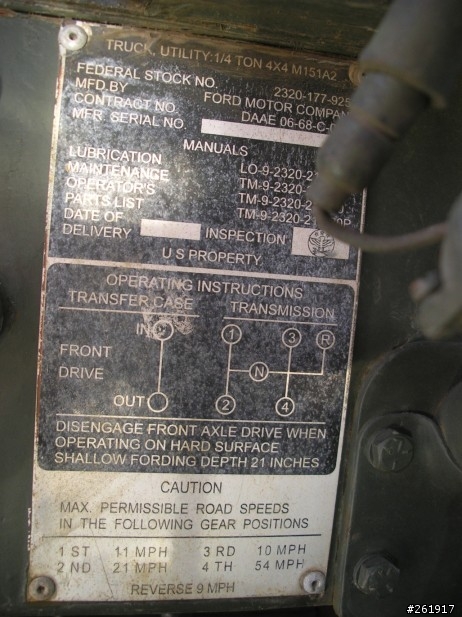 TRUCK, UTILITY: 1/4 TON 4X4 M151A2
FEDERAL STOCK NO. 2320-177-925
MFD BY FORD MOTOR COMPAN
CONTRACT NO. DAAE 06-68-C-
MFR. SERIAL NO.
MANUALS
LUBRICATION LO-9-2320-2
MAINTENANCE TM-9-2320-
OPERATOR'S TM-9-2320-
PARTS LIST TM-9-2320-2
DATE OF
DELIVERY INSPECTION
U S PROPERTY
OPERATING INSTRUCTIONS
TRANSFER CASE TRANSMISSION
IN 1 3 R
FRONT
DRIVE N
OUT 2 4
DISENGAGE FRONT AXLE DRIVE WHEN
OPERATING ON HARD SURFACE
SHALLOW FORDING DEPTH 21 INCHES
CAUTION
MAX. PERMISSIBLE ROAD SPEEDS
IN THE FOLLOWING GEAR POSITIONS
1 ST 11 MPH 3 RD 10 MPH
2 ND 21 MPH 4 TH 54 MPH
REVERSE 9 MPH
#261917